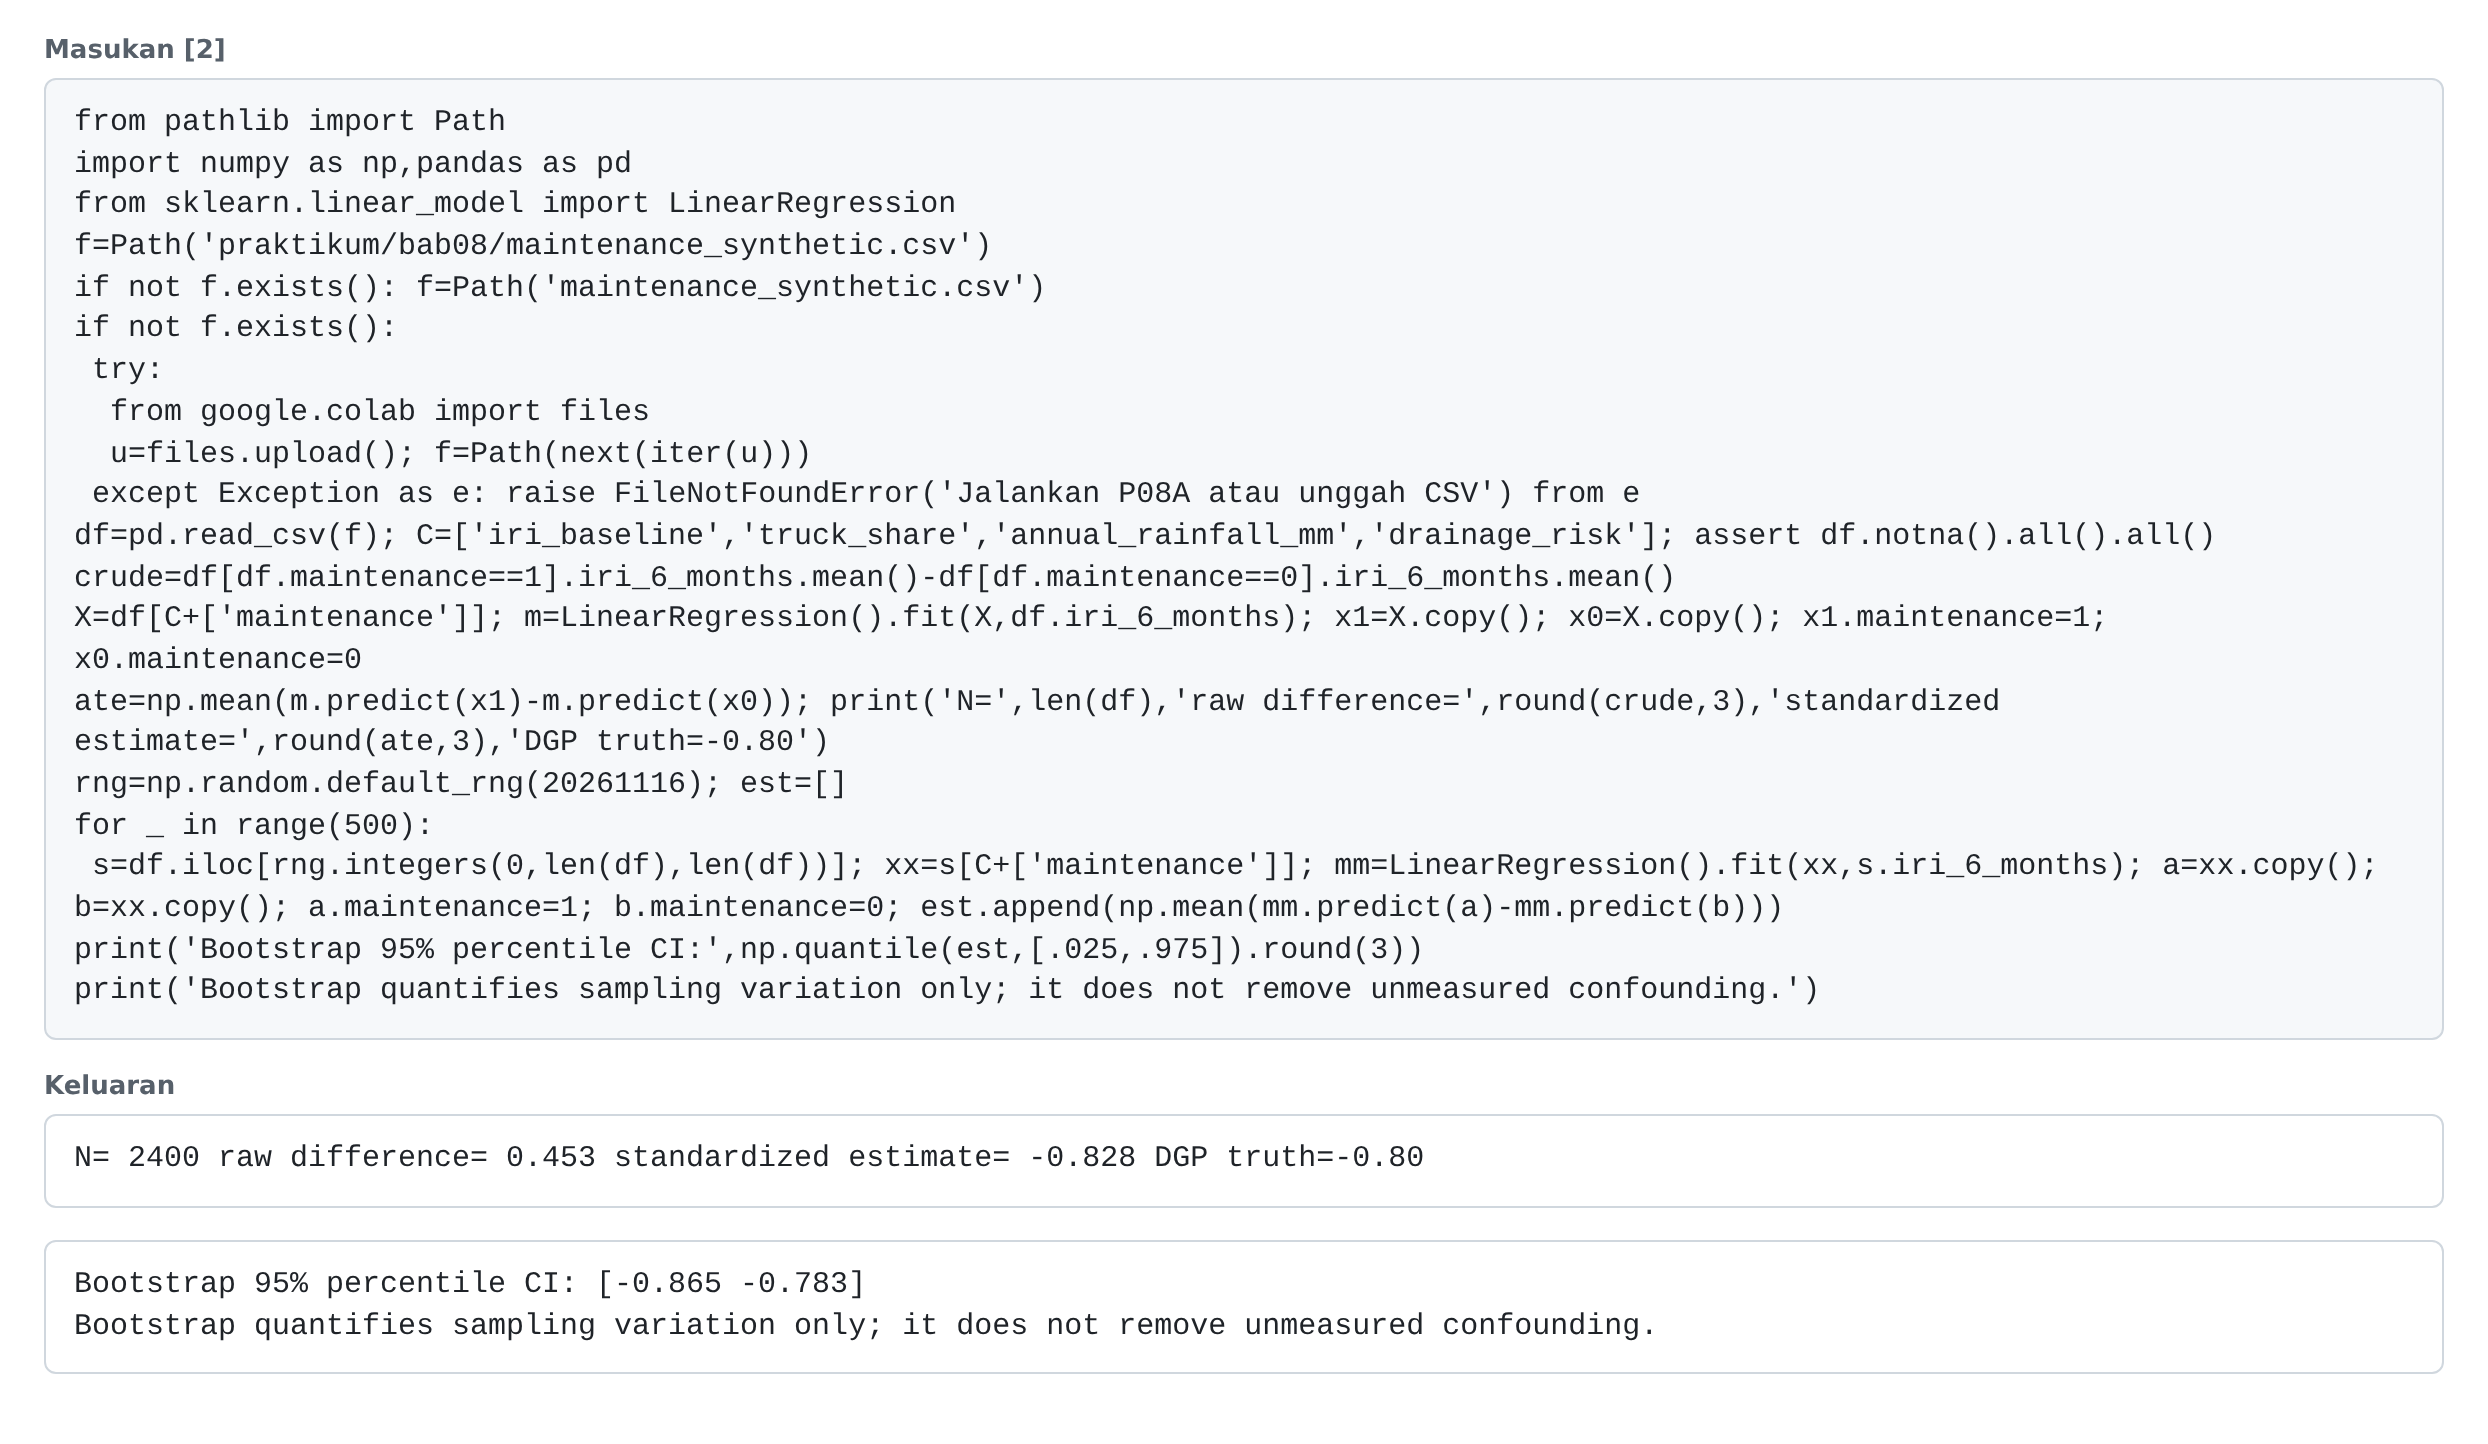 Masukan [2]
from pathlib import Path
import numpy as np,pandas as pd
from sklearn.linear_model import LinearRegression
f=Path('praktikum/bab08/maintenance_synthetic.csv')
if not f.exists(): f=Path('maintenance_synthetic.csv')
if not f.exists():
 try:
  from google.colab import files
  u=files.upload(); f=Path(next(iter(u)))
 except Exception as e: raise FileNotFoundError('Jalankan P08A atau unggah CSV') from e
df=pd.read_csv(f); C=['iri_baseline','truck_share','annual_rainfall_mm','drainage_risk']; assert df.notna().all().all()
crude=df[df.maintenance==1].iri_6_months.mean()-df[df.maintenance==0].iri_6_months.mean()
X=df[C+['maintenance']]; m=LinearRegression().fit(X,df.iri_6_months); x1=X.copy(); x0=X.copy(); x1.maintenance=1;
x0.maintenance=0
ate=np.mean(m.predict(x1)-m.predict(x0)); print('N=',len(df),'raw difference=',round(crude,3),'standardized
estimate=',round(ate,3),'DGP truth=-0.80')
rng=np.random.default_rng(20261116); est=[]
for _ in range(500):
 s=df.iloc[rng.integers(0,len(df),len(df))]; xx=s[C+['maintenance']]; mm=LinearRegression().fit(xx,s.iri_6_months); a=xx.copy();
b=xx.copy(); a.maintenance=1; b.maintenance=0; est.append(np.mean(mm.predict(a)-mm.predict(b)))
print('Bootstrap 95% percentile CI:',np.quantile(est,[.025,.975]).round(3))
print('Bootstrap quantifies sampling variation only; it does not remove unmeasured confounding.')
Keluaran
N= 2400 raw difference= 0.453 standardized estimate= -0.828 DGP truth=-0.80
Bootstrap 95% percentile CI: [-0.865 -0.783]
Bootstrap quantifies sampling variation only; it does not remove unmeasured confounding.